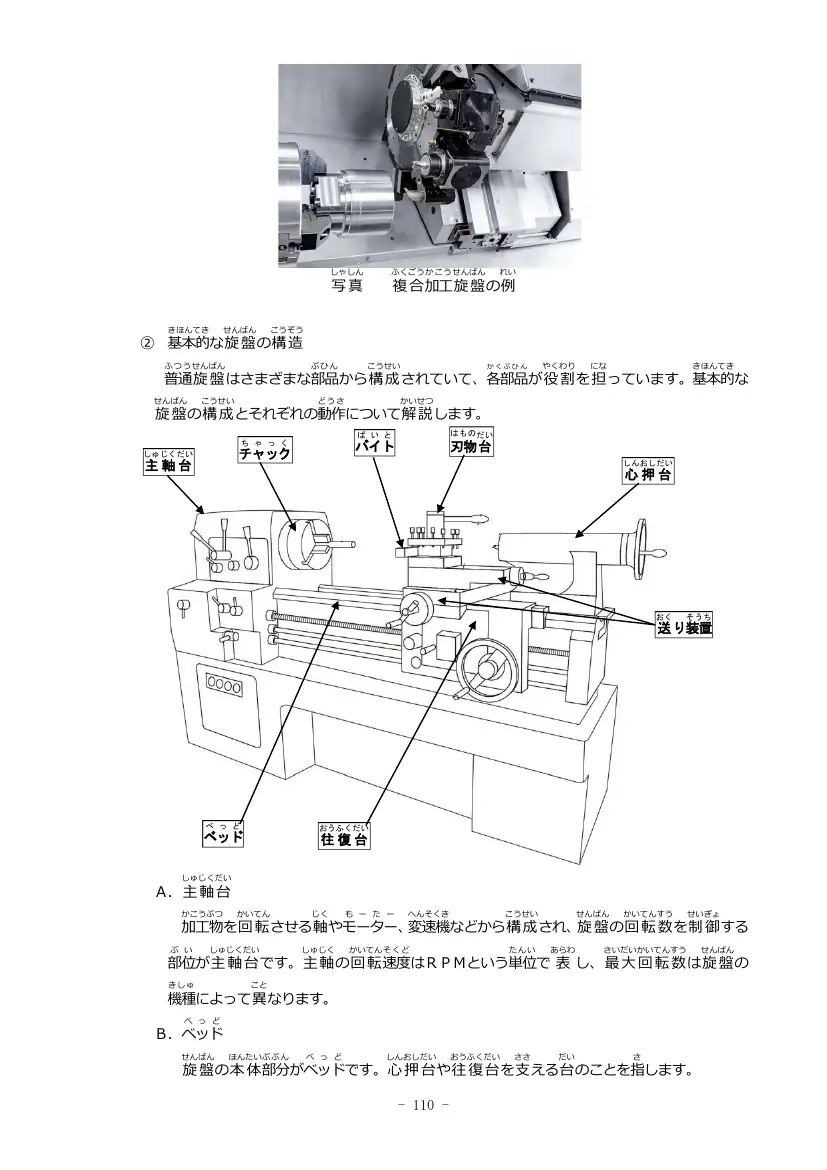 写真　複合加工旋盤の例
② 基本的な旋盤の構造
普通旋盤はさまざまな部品から構成されていて、各部品が役割を担っています。基本的な
旋盤の構成とそれぞれの動作について解説します。
主軸台
チャック
バイト
刃物台
心押台
送り装置
ベッド
往復台
A. 主軸台
加工物を回転させる軸やモーター、変速機などから構成され、旋盤の回転数を制御する
部位が主軸台です。主軸の回転速度はＲＰＭという単位で表し、最大回転数は旋盤の
機種によって異なります。
B. ベッド
旋盤の本体部分がベッドです。心押台や往復台を支える台のことを指します。
- 110 -